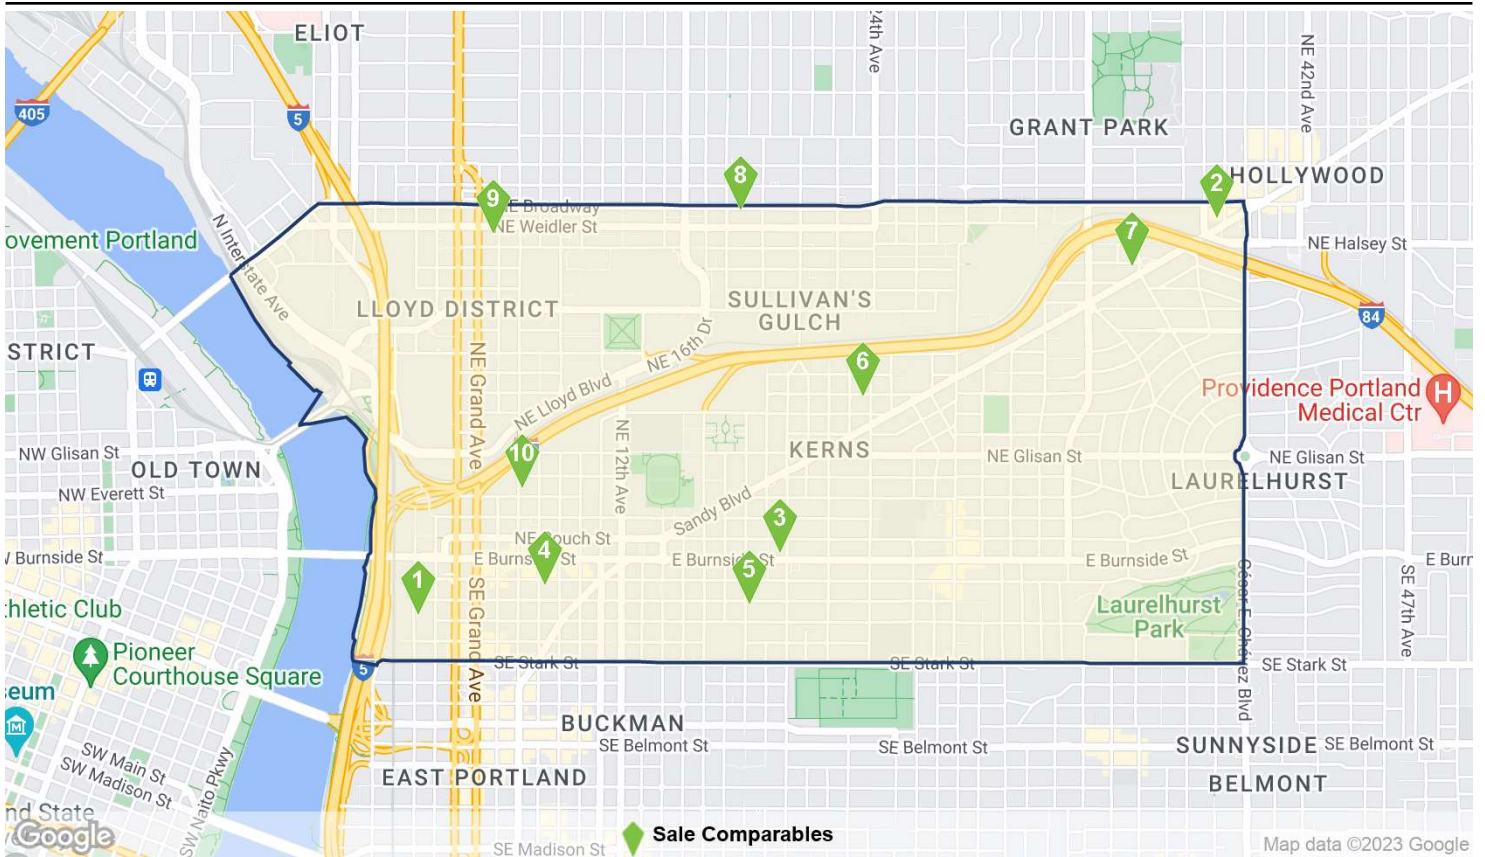 ELIOT
24th Ave
NE 42nd Ave
405
5
GRANT PARK
8
2
HOLLYWOOD
9
NE Broadway
NE Weidler St
7
N Interstate Ave
ovement Portland
NE Halsey St
LLOYD DISTRICT
SULLIVAN'S
GULCH
84
STRICT
NE Grand Ave
NE 16th Dr
6
NE Lloyd Blvd
Providence Portland
Medical Ctr
H
NW Glisan St
OLD TOWN
10
NE 12th Ave
KERNS
NE Glisan St
NE Glisan St
LAURELHURST
NW Everett St
Sandy Blvd
3
NE Couch St
W Burnside St
E Burnside St
4
E Burnside St
5
E Burnside St
E Burn
1
SE Grand Ave
thletic Club
Laurelhurst
Park
César E. Chávez Blvd
SE 47th Ave
Pioneer
Courthouse Square
5
SE Stark St
SE Stark St
SE Stark St
seum
BUCKMAN
SE Belmont St
SE Belmont St
SUNNYSIDE
SE Belmont St
SW Main St
SW Madison St
SW Naito Pkwy
EAST PORTLAND
BELMONT
nd State
Google
Sale Comparables
SE Madison St
Map data ©2023 Google